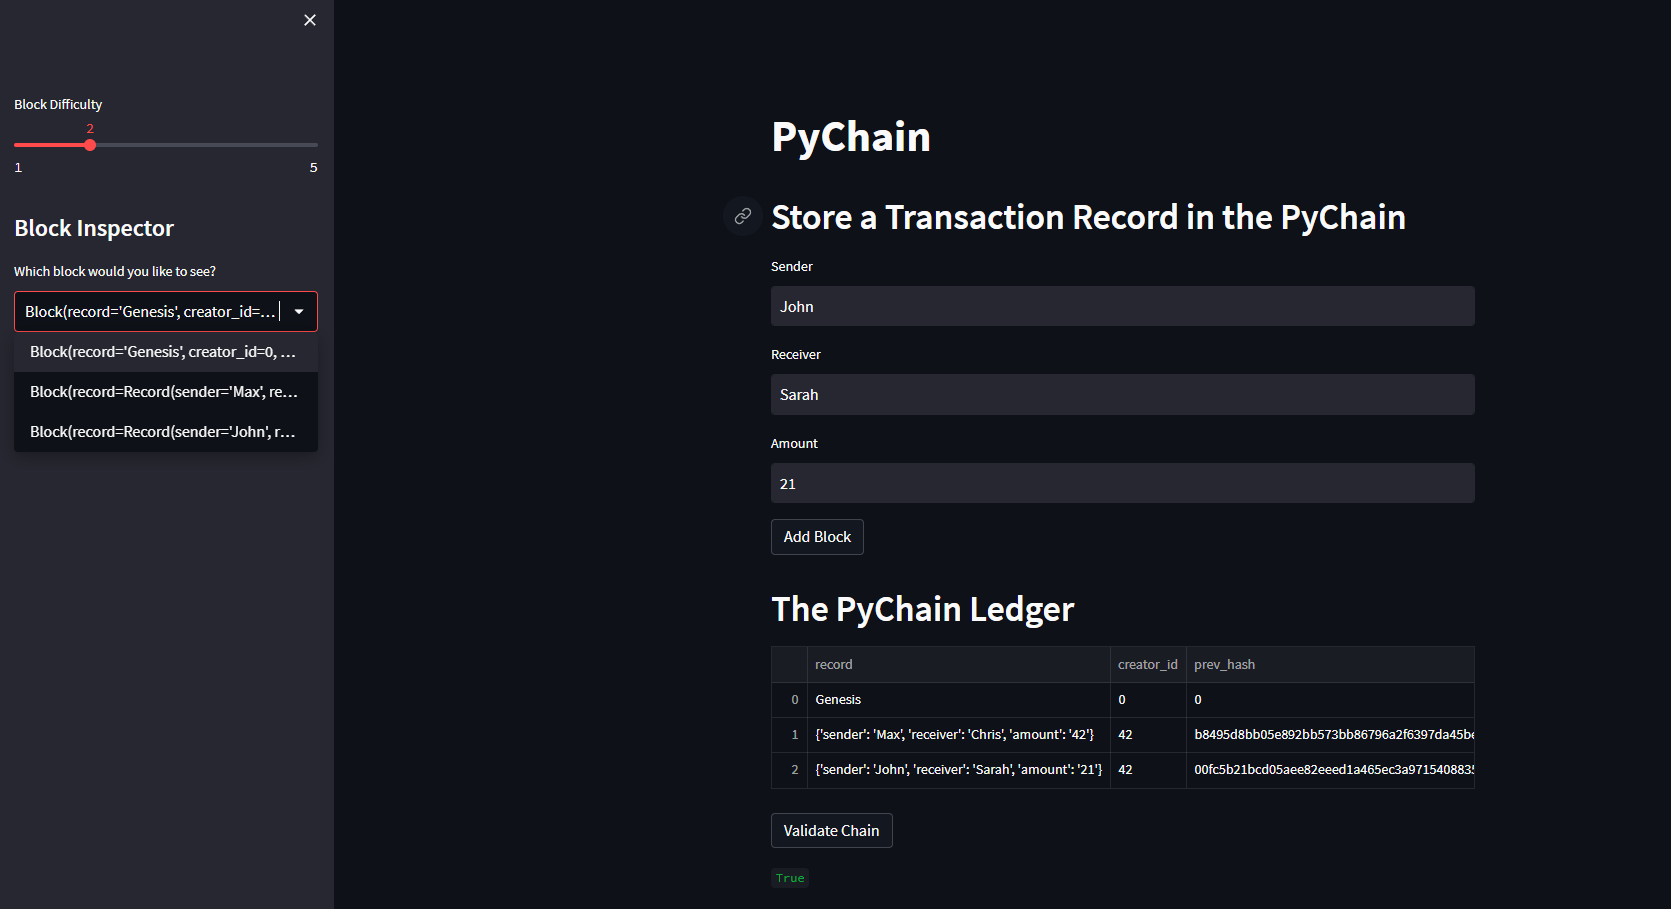 Block Difficulty
2
1 5
Block Inspector
Which block would you like to see?
Block(record='Genesis', creator_id=...
Block(record='Genesis', creator_id=0, ...
Block(record=Record(sender='Max', re...
Block(record=Record(sender='John', r...
PyChain
Store a Transaction Record in the PyChain
Sender
John
Receiver
Sarah
Amount
21
Add Block
The PyChain Ledger
record creator_id prev_hash
0 Genesis 0 0
1 {'sender': 'Max', 'receiver': 'Chris', 'amount': '42'} 42 b8495d8bb05e892bb573bb86796a2f6397da45be
2 {'sender': 'John', 'receiver': 'Sarah', 'amount': '21'} 42 00fc5b21bcd05aee82eeed1a465ec3a971540883
Validate Chain
True